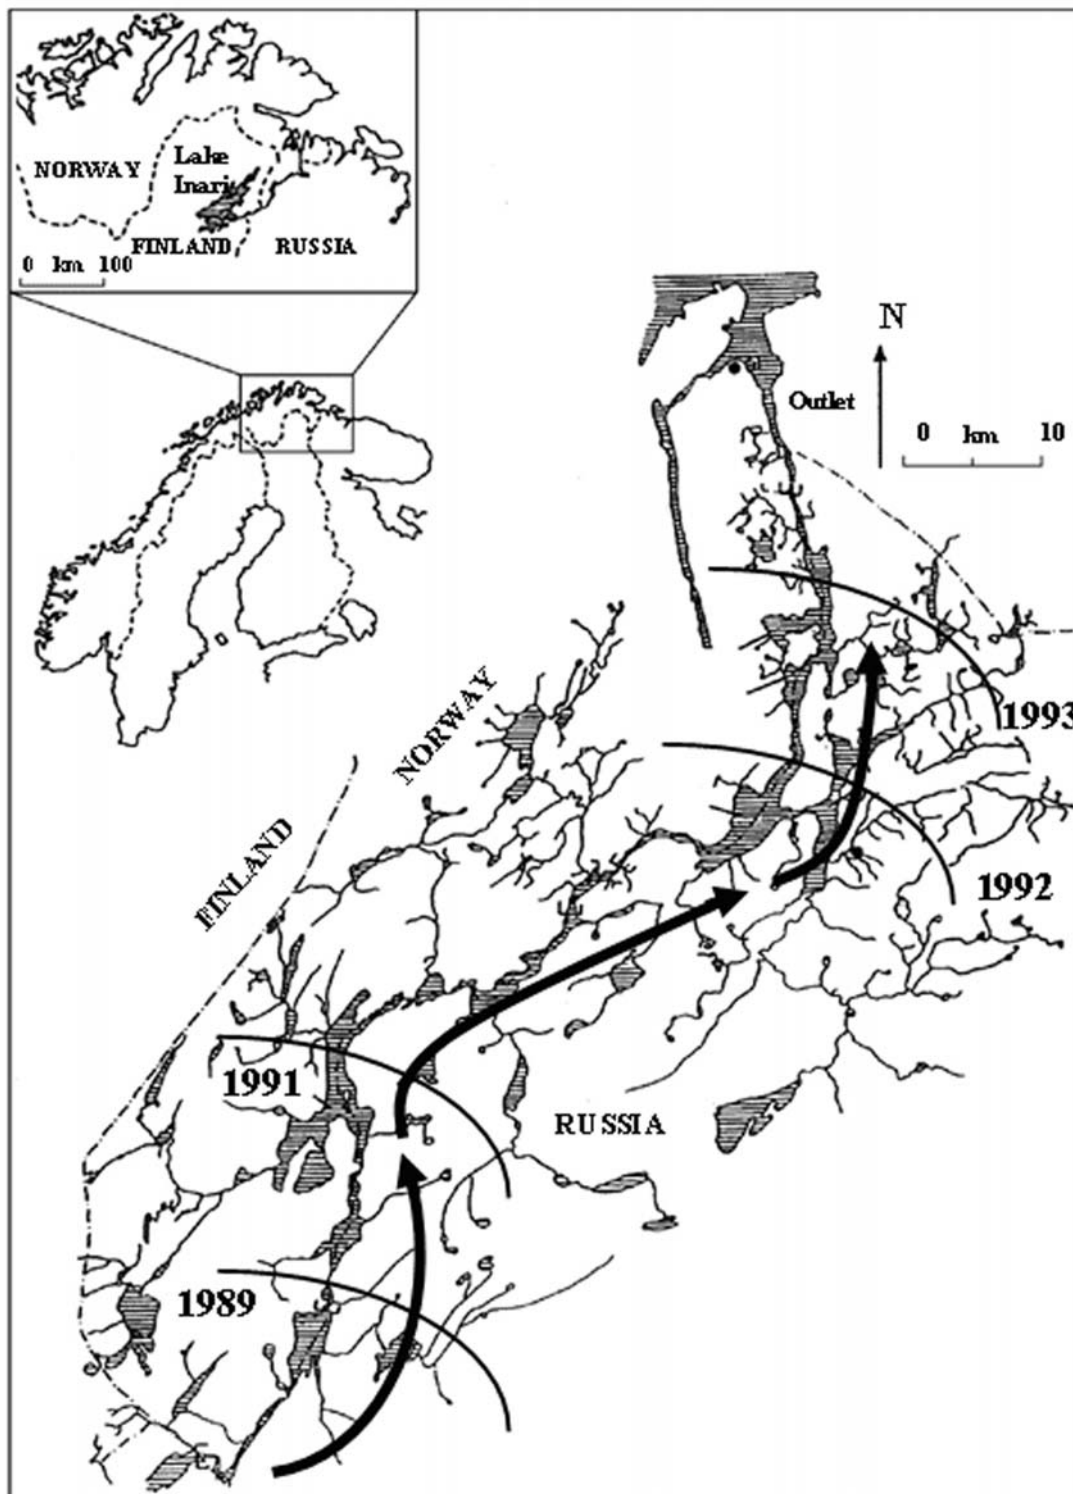 NORWAY
Lake
Inari
FINLAND
RUSSIA
0 km 100
N
Outlet
0 km 10
NORWAY
1993
FINLAND
1992
1991
RUSSIA
1989